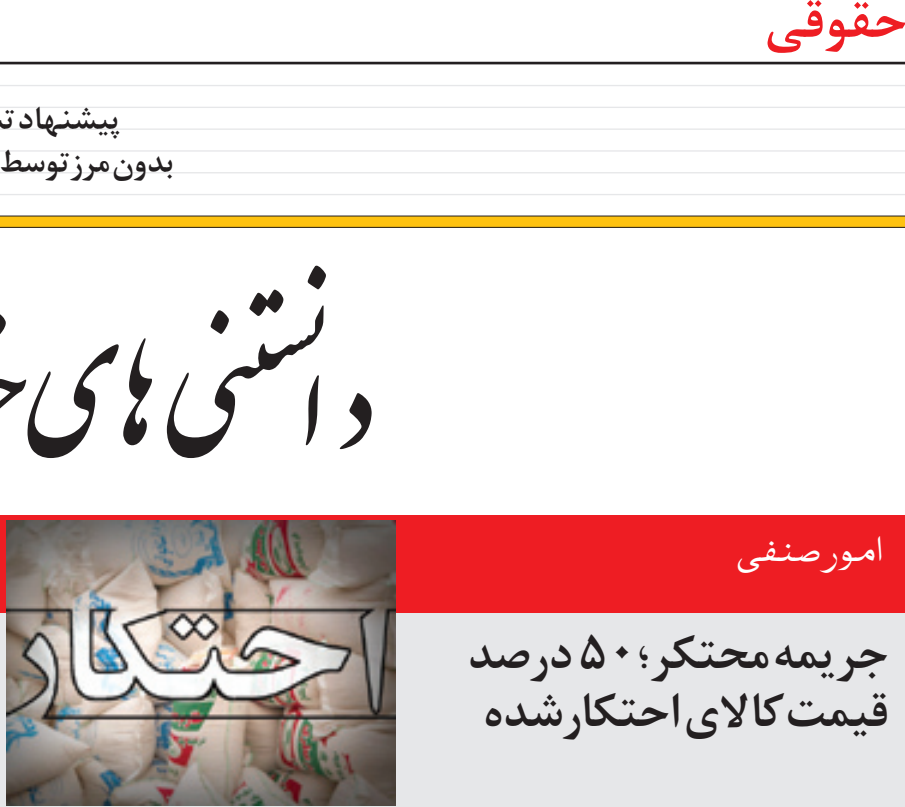 حقوقی
پیشنهاد
بدون مرز توسط
دانستنی های
امور صنفی
جریمه محتکر؛ ۵۰ درصد
قیمت کالای احتکار شده
احتکار